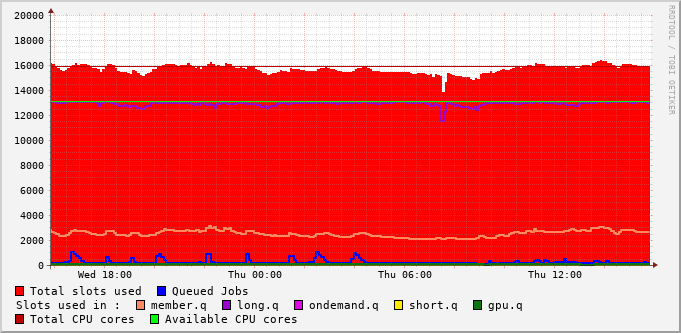 20000
18000
16000
14000
12000
10000
8000
6000
4000
2000
0
Wed 18:00 Thu 00:00 Thu 06:00 Thu 12:00
Total slots used Queued Jobs
Slots used in : member.q long.q ondemand.q short.q gpu.q
Total CPU cores Available CPU cores
RRDTOOL / TOBI OETIKER